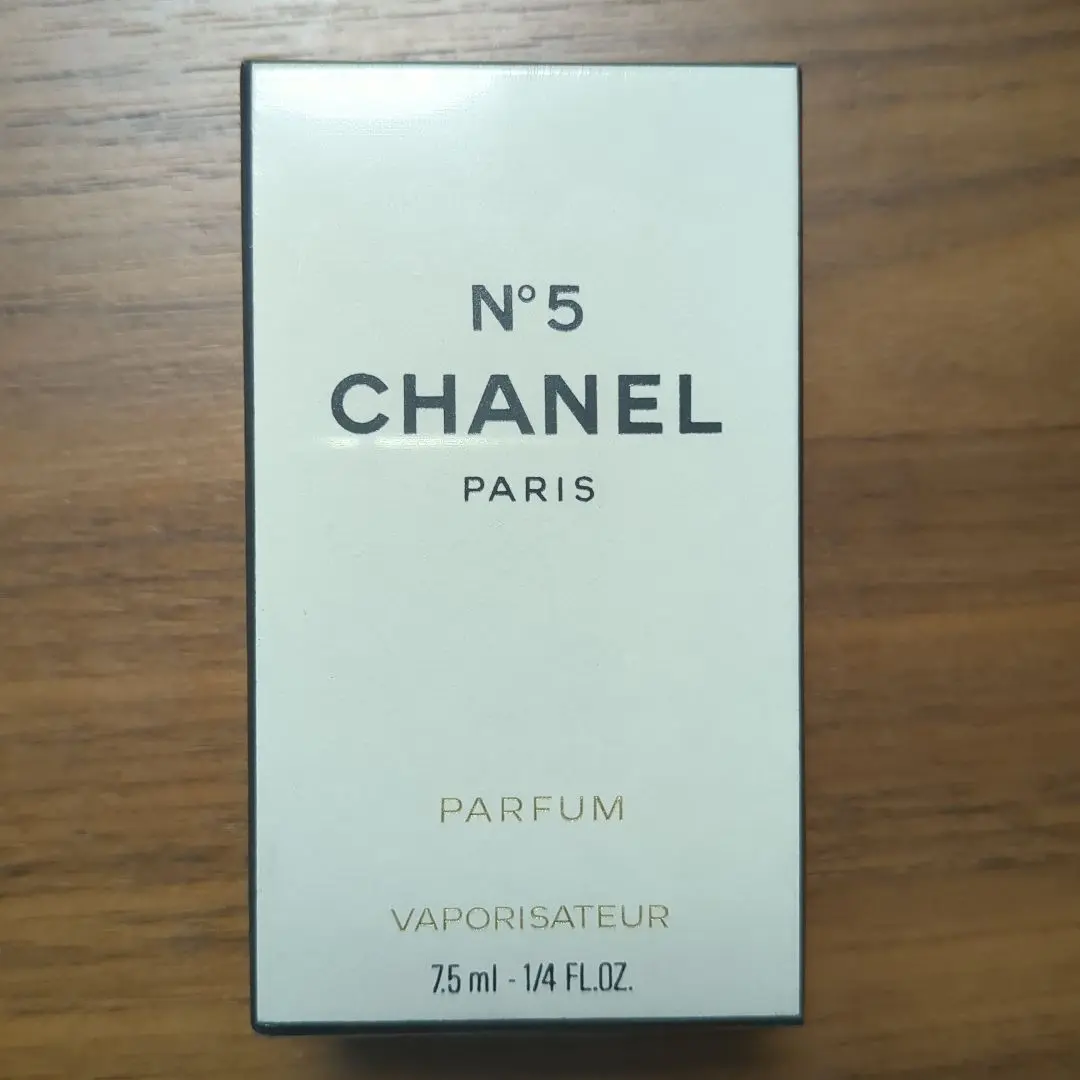 N°5
CHANEL
PARIS
PARFUM
VAPORISATEUR
7.5 ml - 1/4 FL.OZ.